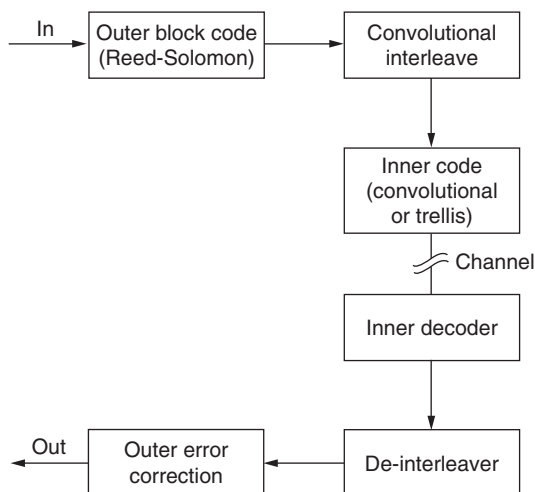 In
Outer block code
(Reed-Solomon)
Convolutional
interleave
Inner code
(convolutional
or trellis)
Channel
Inner decoder
De-interleaver
Outer error
correction
Out